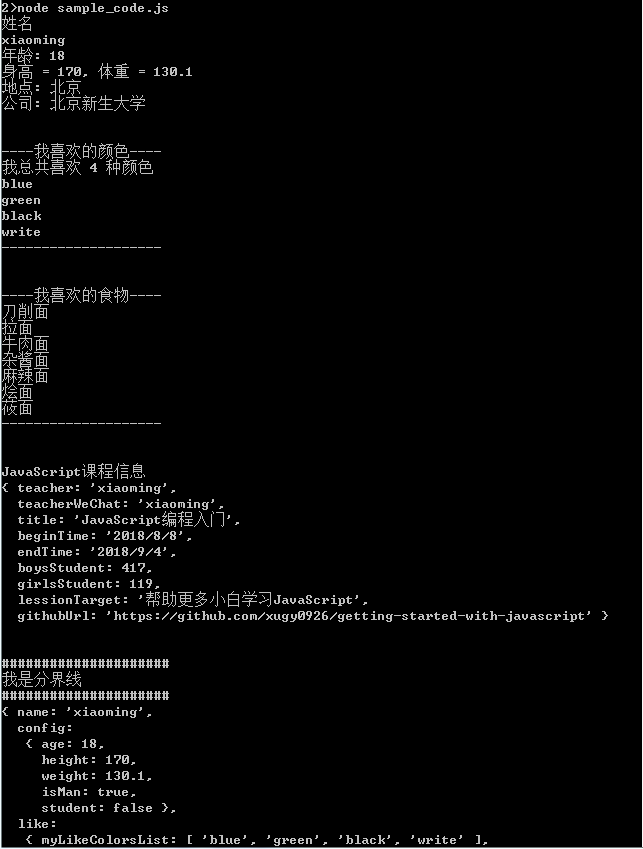 2>node sample_code.js
姓名
xiaoming
年龄: 18
身高 = 170, 体重 = 130.1
地点: 北京
公司: 北京新生大学
----我喜欢的颜色----
我总共喜欢 4 种颜色
blue
green
black
write
--------------------
----我喜欢的食物----
刀削面
拉面
牛肉面
杂酱面
麻辣面
烩面
莜面
--------------------
JavaScript课程信息
{ teacher: 'xiaoming',
teacherWeChat: 'xiaoming',
title: 'JavaScript编程入门',
beginTime: '2018/8/8',
endTime: '2018/9/4',
boysStudent: 417,
girlsStudent: 119,
lessionTarget: '帮助更多小白学习JavaScript',
githubUrl: 'https://github.com/xugy0926/getting-started-with-javascript' }
#####################
我是分界线
#####################
{ name: 'xiaoming',
config:
{ age: 18,
height: 170,
weight: 130.1,
isMan: true,
student: false },
like:
{ myLikeColorsList: [ 'blue', 'green', 'black', 'write' ],